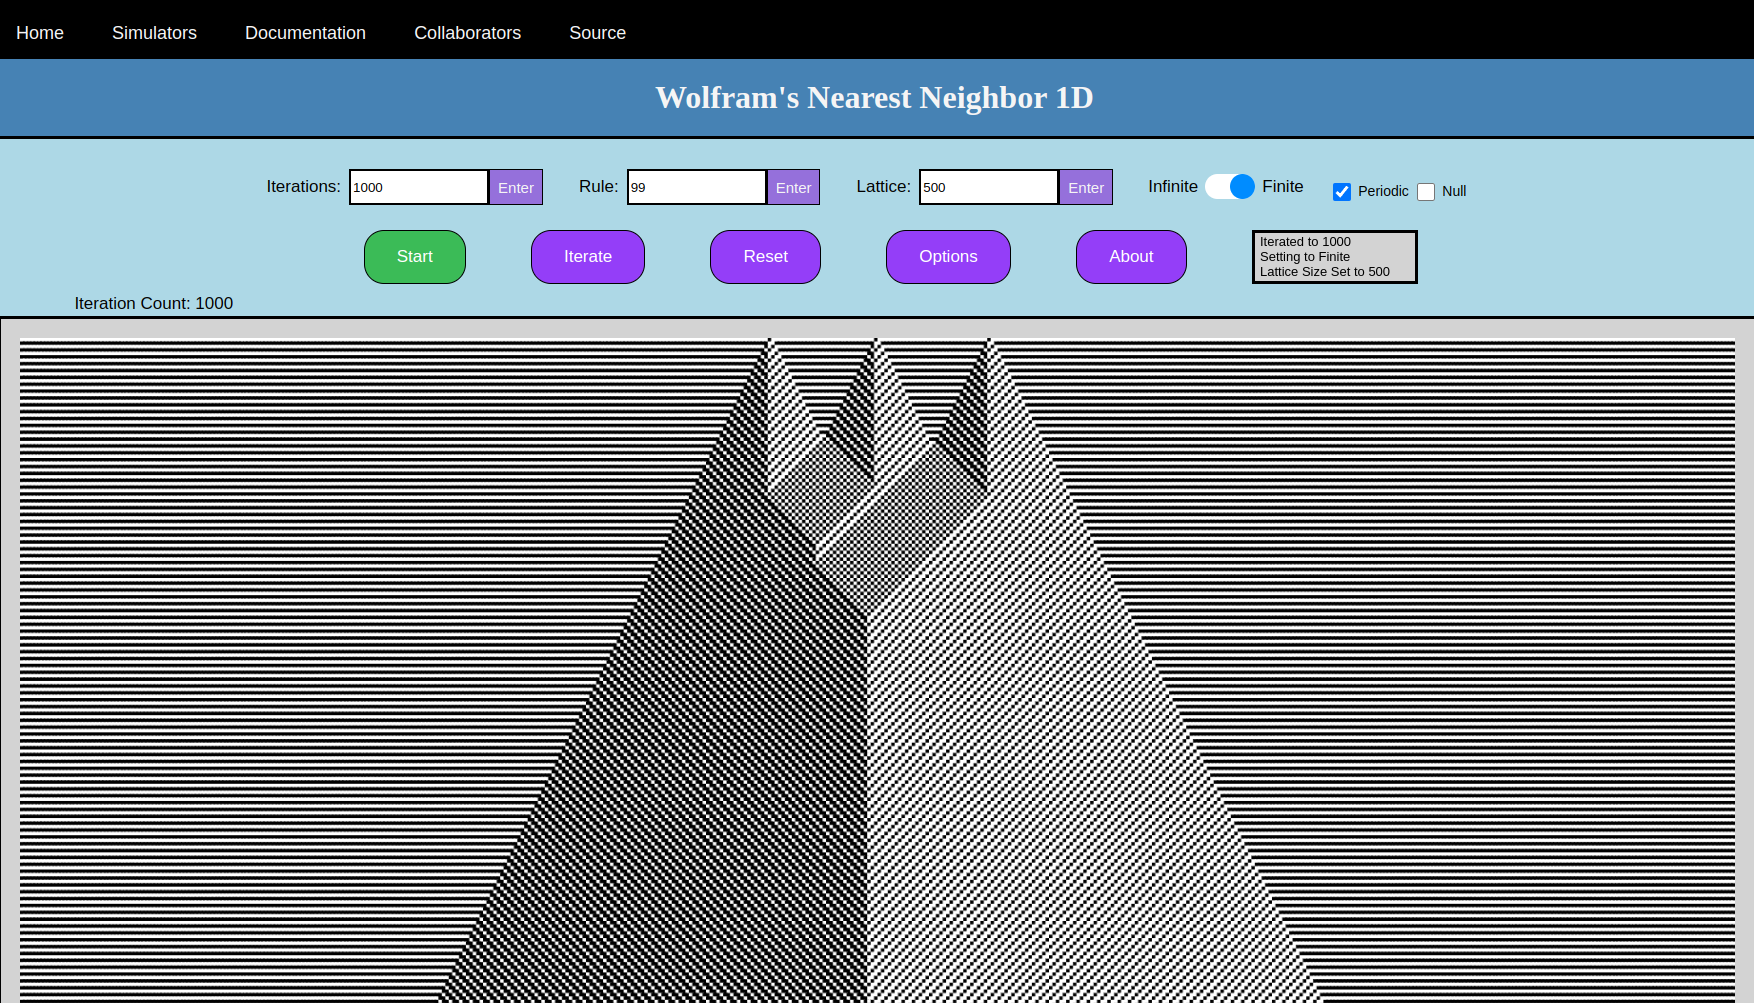 Home Simulators Documentation Collaborators Source
Wolfram's Nearest Neighbor 1D
Iterations: 1000 Enter Rule: 99 Enter Lattice: 500 Enter Infinite Finite Periodic Null
Start Iterate Reset Options About
Iterated to 1000
Setting to Finite
Lattice Size Set to 500
Iteration Count: 1000